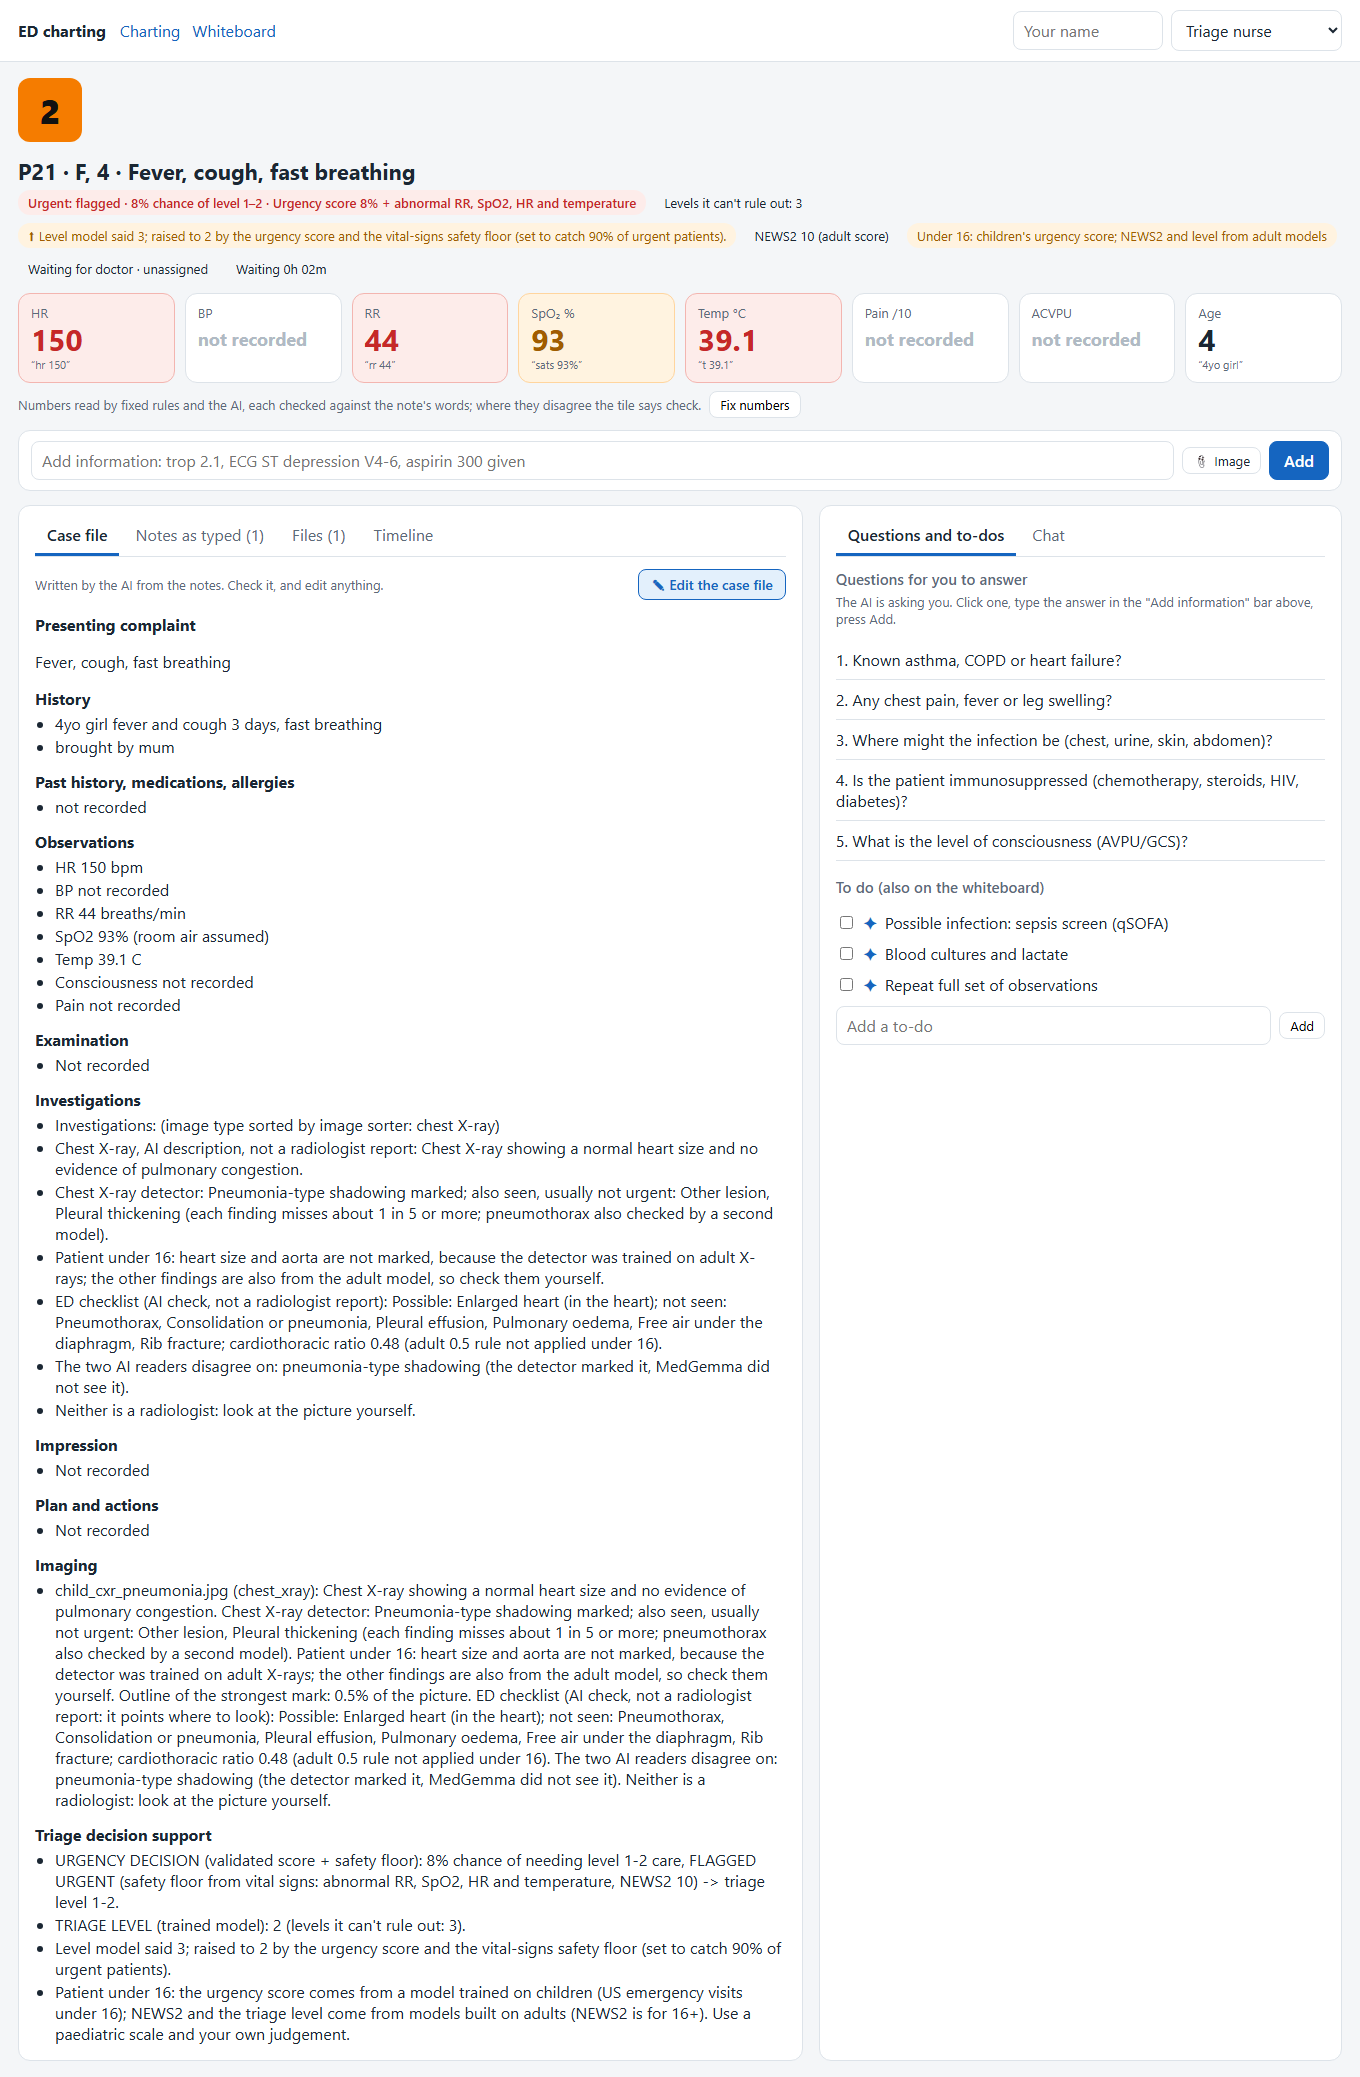 ED charting Charting Whiteboard Your name Triage nurse
2
P21 · F, 4 · Fever, cough, fast breathing
Urgent: flagged · 8% chance of level 1–2 · Urgency score 8% + abnormal RR, SpO2, HR and temperature Levels it can't rule out: 3
⬆ Level model said 3; raised to 2 by the urgency score and the vital-signs safety floor (set to catch 90% of urgent patients). NEWS2 10 (adult score) Under 16: children's urgency score; NEWS2 and level from adult models
Waiting for doctor · unassigned Waiting 0h 02m
HR BP RR SpO₂ % Temp °C Pain /10 ACVPU Age
150 not recorded 44 93 39.1 not recorded not recorded 4
"hr 150" "rr 44" "sats 93%" "t 39.1" "4yo girl"
Numbers read by fixed rules and the AI, each checked against the note's words; where they disagree the tile says check. Fix numbers
Add information: trop 2.1, ECG ST depression V4-6, aspirin 300 given Image Add
Case file Notes as typed (1) Files (1) Timeline
Written by the AI from the notes. Check it, and edit anything. Edit the case file
Presenting complaint
Fever, cough, fast breathing
History
• 4yo girl fever and cough 3 days, fast breathing
• brought by mum
Past history, medications, allergies
• not recorded
Observations
• HR 150 bpm
• BP not recorded
• RR 44 breaths/min
• SpO2 93% (room air assumed)
• Temp 39.1 C
• Consciousness not recorded
• Pain not recorded
Examination
• Not recorded
Investigations
• Investigations: (image type sorted by image sorter: chest X-ray)
• Chest X-ray, AI description, not a radiologist report: Chest X-ray showing a normal heart size and no
evidence of pulmonary congestion.
• Chest X-ray detector: Pneumonia-type shadowing marked; also seen, usually not urgent: Other lesion,
Pleural thickening (each finding misses about 1 in 5 or more; pneumothorax also checked by a second
model).
• Patient under 16: heart size and aorta are not marked, because the detector was trained on adult X-
rays; the other findings are also from the adult model, so check them yourself.
• ED checklist (AI check, not a radiologist report): Possible: Enlarged heart (in the heart); not seen:
Pneumothorax, Consolidation or pneumonia, Pleural effusion, Pulmonary oedema, Free air under the
diaphragm, Rib fracture; cardiothoracic ratio 0.48 (adult 0.5 rule not applied under 16).
• The two AI readers disagree on: pneumonia-type shadowing (the detector marked it, MedGemma did
not see it).
• Neither is a radiologist: look at the picture yourself.
Impression
• Not recorded
Plan and actions
• Not recorded
Imaging
• child_cxr_pneumonia.jpg (chest_xray): Chest X-ray showing a normal heart size and no evidence of
pulmonary congestion. Chest X-ray detector: Pneumonia-type shadowing marked; also seen, usually
not urgent: Other lesion, Pleural thickening (each finding misses about 1 in 5 or more; pneumothorax
also checked by a second model). Patient under 16: heart size and aorta are not marked, because the
detector was trained on adult X-rays; the other findings are also from the adult model, so check them
yourself. Outline of the strongest mark: 0.5% of the picture. ED checklist (AI check, not a radiologist
report: it points where to look): Possible: Enlarged heart (in the heart); not seen: Pneumothorax,
Consolidation or pneumonia, Pleural effusion, Pulmonary oedema, Free air under the diaphragm, Rib
fracture; cardiothoracic ratio 0.48 (adult 0.5 rule not applied under 16). The two AI readers disagree on:
pneumonia-type shadowing (the detector marked it, MedGemma did not see it). Neither is a
radiologist: look at the picture yourself.
Triage decision support
• URGENCY DECISION (validated score + safety floor): 8% chance of needing level 1-2 care, FLAGGED
URGENT (safety floor from vital signs: abnormal RR, SpO2, HR and temperature, NEWS2 10) -> triage
level 1-2.
• TRIAGE LEVEL (trained model): 2 (levels it can't rule out: 3).
• Level model said 3; raised to 2 by the urgency score and the vital-signs safety floor (set to catch 90% of
urgent patients).
• Patient under 16: the urgency score comes from a model trained on children (US emergency visits
under 16); NEWS2 and the triage level come from models built on adults (NEWS2 is for 16+). Use a
paediatric scale and your own judgement.
Questions and to-dos Chat
Questions for you to answer
The AI is asking you. Click one, type the answer in the "Add information" bar above,
press Add.
1. Known asthma, COPD or heart failure?
2. Any chest pain, fever or leg swelling?
3. Where might the infection be (chest, urine, skin, abdomen)?
4. Is the patient immunosuppressed (chemotherapy, steroids, HIV,
diabetes)?
5. What is the level of consciousness (AVPU/GCS)?
To do (also on the whiteboard)
✦ Possible infection: sepsis screen (qSOFA)
✦ Blood cultures and lactate
✦ Repeat full set of observations
Add a to-do Add